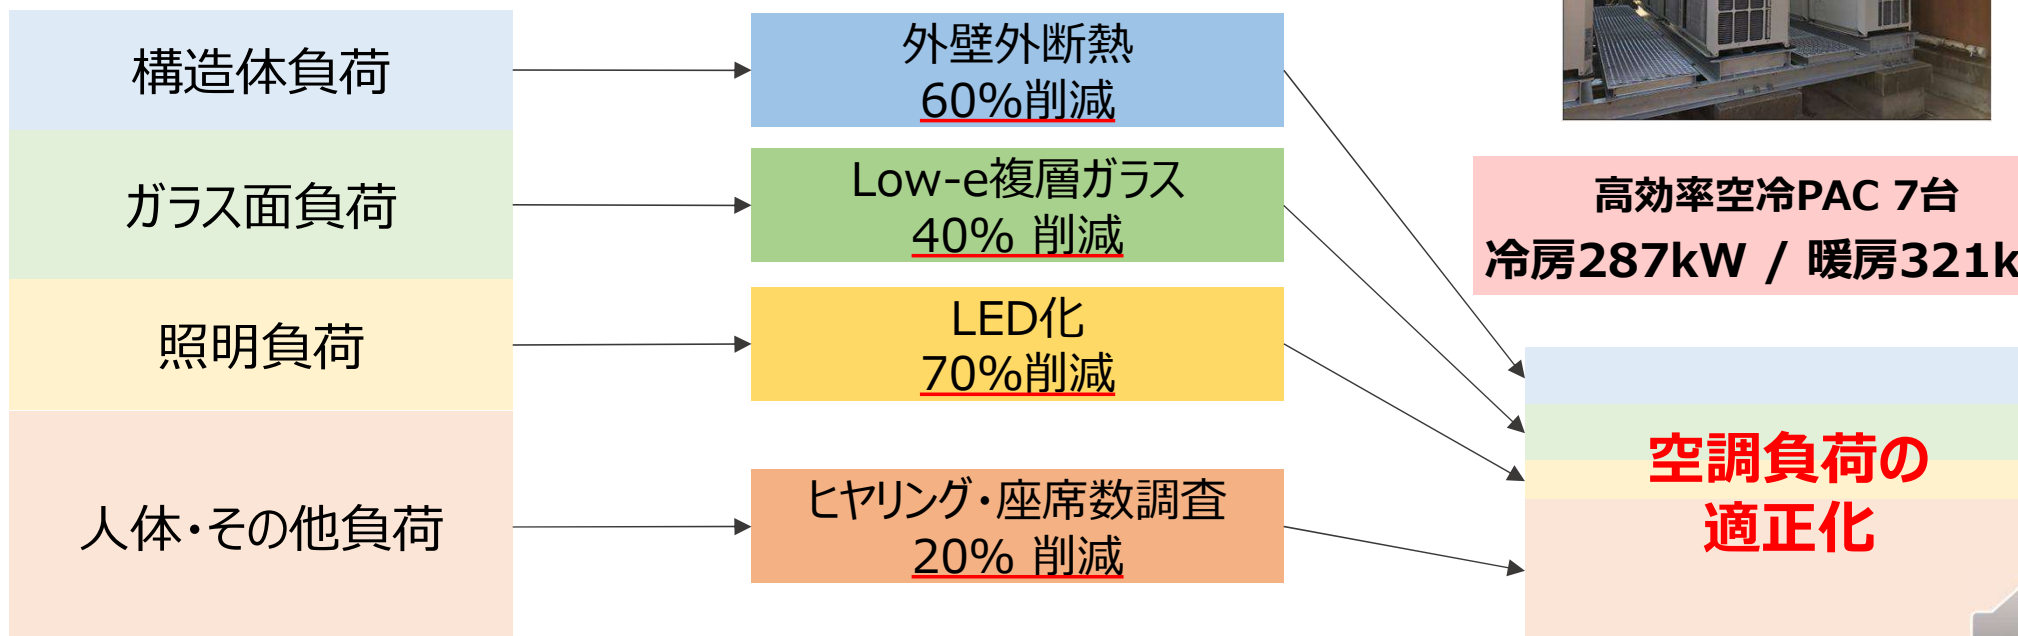 構造体負荷
外壁外断熱
60%削減
ガラス面負荷
Low-e複層ガラス
40% 削減
照明負荷
LED化
70%削減
人体・その他負荷
ヒヤリング・座席数調査
20% 削減
高効率空冷PAC 7台
冷房287kW / 暖房321k
空調負荷の
適正化